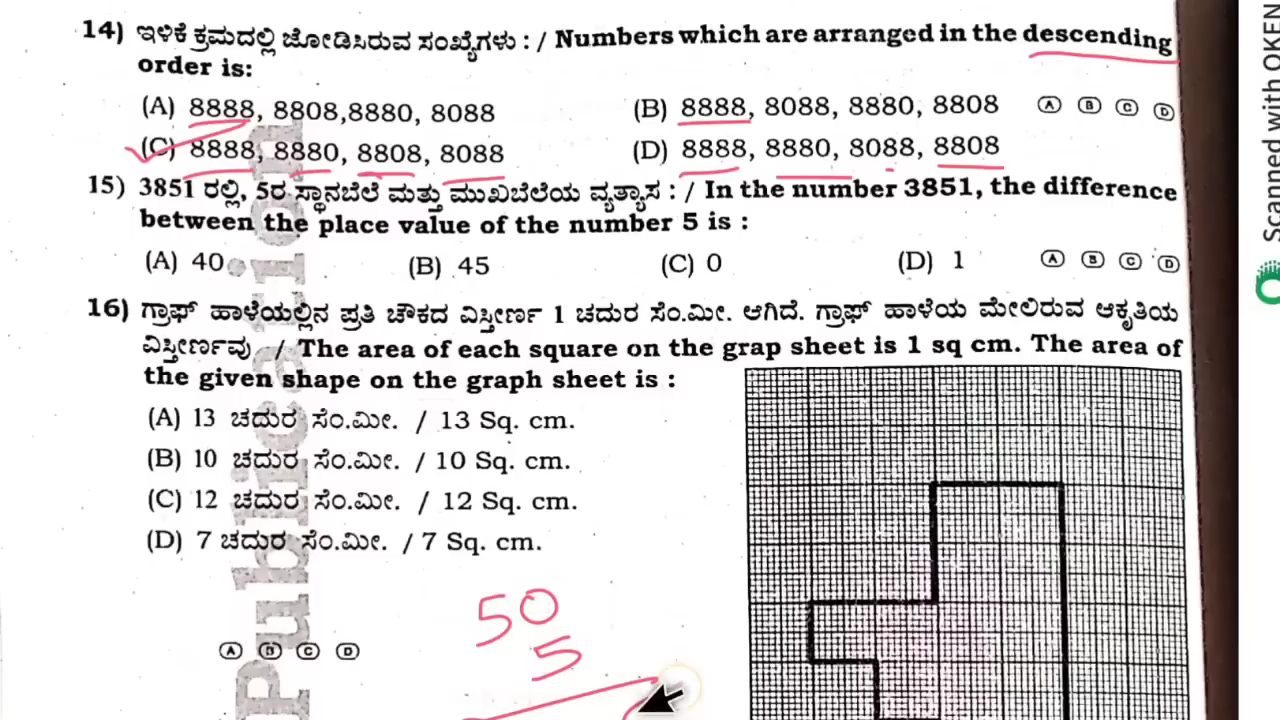 14) ಇಳಿಕೆ ಕ್ರಮದಲ್ಲಿ ಜೋಡಿಸಿರುವ ಸಂಖ್ಯೆಗಳು : / Numbers which are arranged in the descending
order is:
(A) 8888, 8808,8880, 8088 (B) 8888, 8088, 8880, 8808 A B C D
(C) 8888, 8880, 8808, 8088 (D) 8888, 8880, 8088, 8808
15) 3851 ರಲ್ಲಿ, 5ರ ಸ್ಥಾನಬೆಲೆ ಮತ್ತು ಮುಖಬೆಲೆಯ ವ್ಯತ್ಯಾಸ : / In the number 3851, the difference
between the place value of the number 5 is :
(A) 40 (B) 45 (C) 0 (D) 1 A B C D
16) ಗ್ರಾಫ್ ಹಾಳೆಯಲ್ಲಿನ ಪ್ರತಿ ಚೌಕದ ವಿಸ್ತೀರ್ಣ 1 ಚದುರ ಸೆಂ.ಮೀ. ಆಗಿದೆ. ಗ್ರಾಫ್ ಹಾಳೆಯ ಮೇಲಿರುವ ಆಕೃತಿಯ
ವಿಸ್ತೀರ್ಣವು / The area of each square on the grap sheet is 1 sq cm. The area of
the given shape on the graph sheet is :
(A) 13 ಚದುರ ಸೆಂ.ಮೀ. / 13 Sq. cm.
(B) 10 ಚದುರ ಸೆಂ.ಮೀ. / 10 Sq. cm.
(C) 12 ಚದುರ ಸೆಂ.ಮೀ. / 12 Sq. cm.
(D) 7 ಚದುರ ಸೆಂ.ಮೀ. / 7 Sq. cm.
50
5
A B C D
Publication
Scanned with OKEN